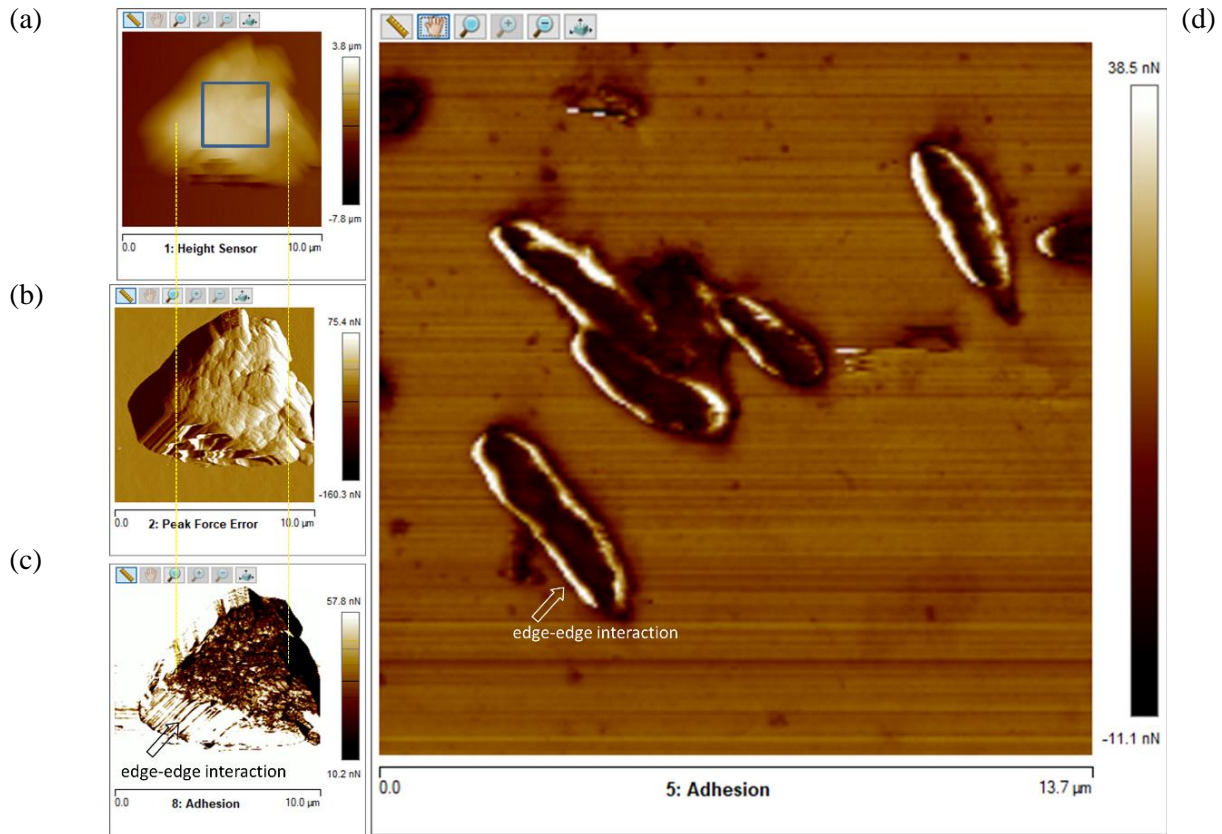 (a)
3.8 µm
-7.8 µm
0.0 1: Height Sensor 10.0 µm
(b)
75.4 nN
-160.3 nN
0.0 2: Peak Force Error 10.0 µm
(c)
57.8 nN
10.2 nN
edge-edge interaction
0.0 8: Adhesion 10.0 µm
(d)
38.5 nN
-11.1 nN
edge-edge interaction
0.0 5: Adhesion 13.7 µm